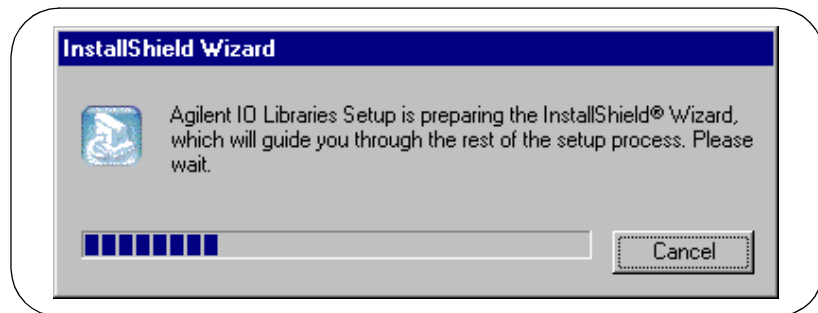 InstallShield Wizard
Agilent IO Libraries Setup is preparing the InstallShield® Wizard,
which will guide you through the rest of the setup process. Please
wait.
Cancel